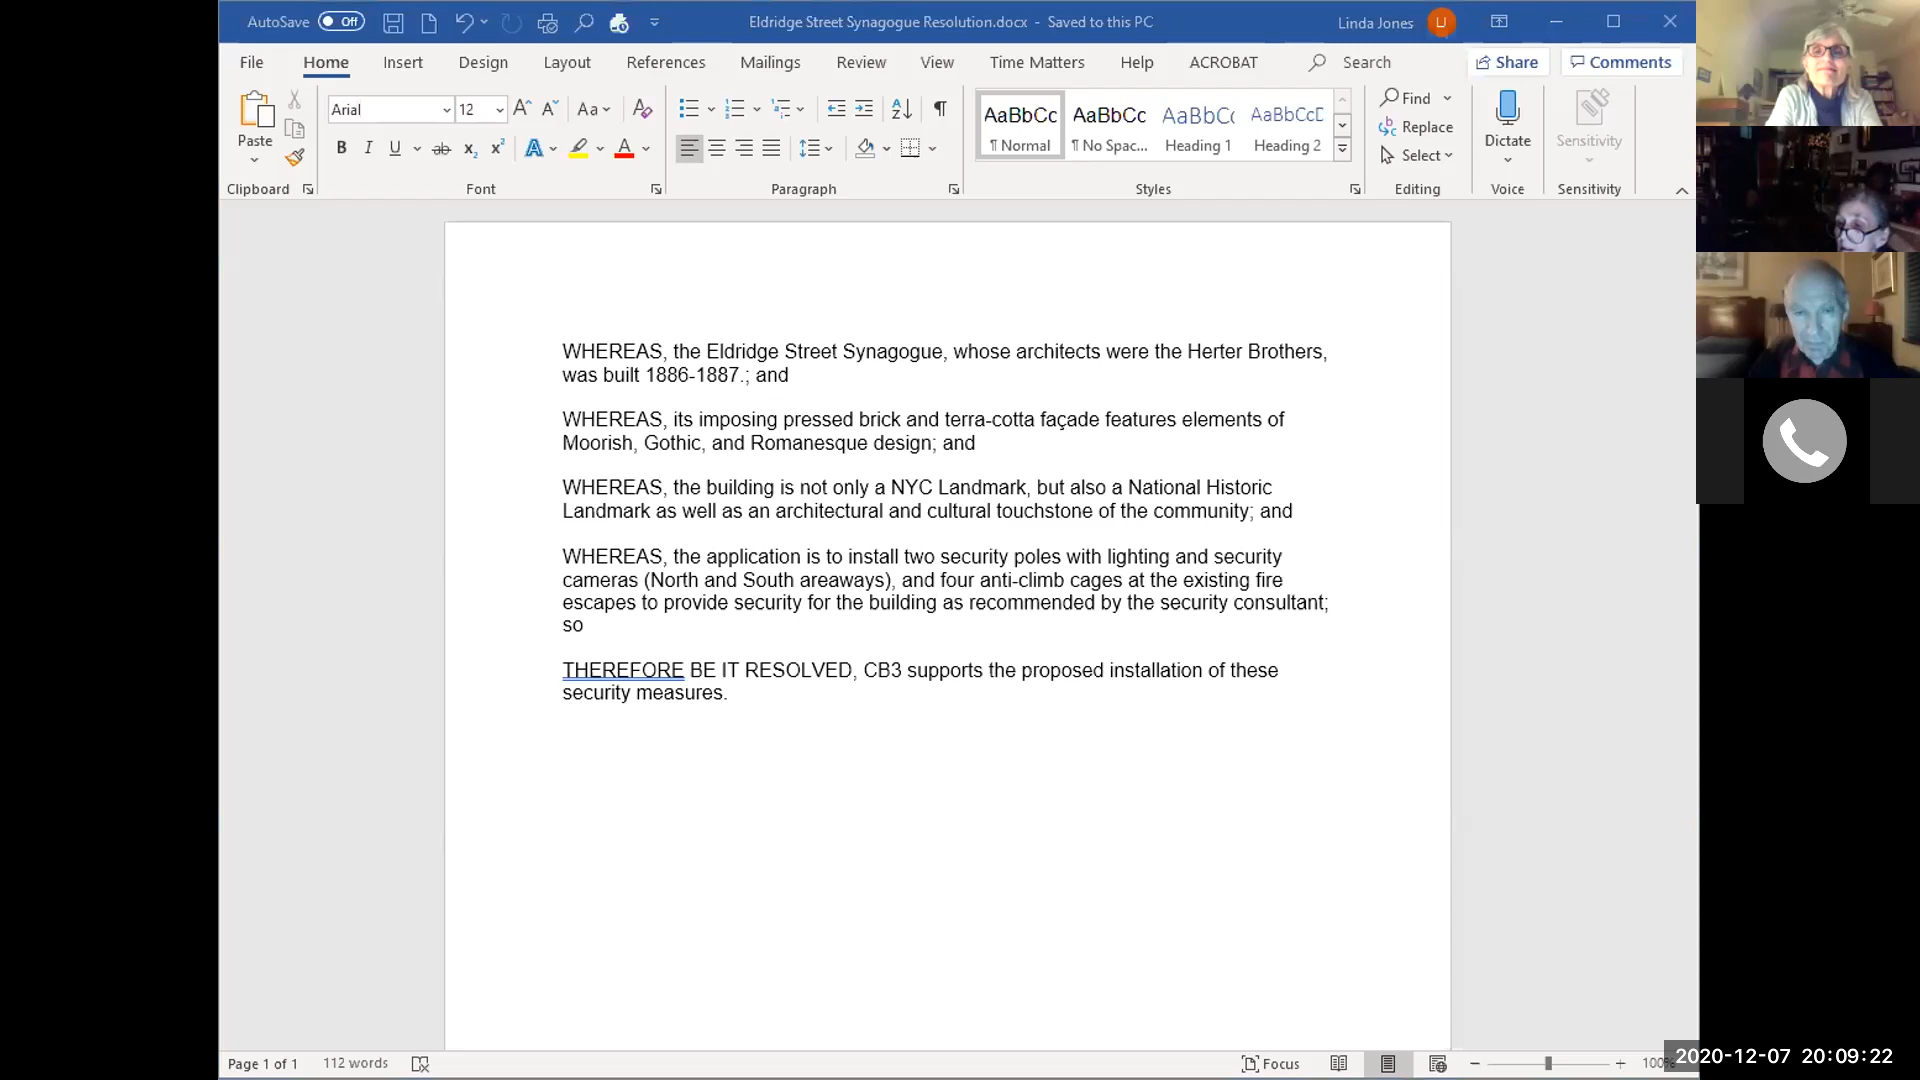 AutoSave Off Eldridge Street Synagogue Resolution.docx - Saved to this PC Linda Jones LJ
File Home Insert Design Layout References Mailings Review View Time Matters Help ACROBAT Search Share Comments
Paste
Arial 12 Aa
AaBbCc AaBbCc AaBbCc AaBbCcD
¶ Normal ¶ No Spac... Heading 1 Heading 2
Find
Replace
Select
Dictate
Sensitivity
Clipboard Font Paragraph Styles Editing Voice Sensitivity
WHEREAS, the Eldridge Street Synagogue, whose architects were the Herter Brothers,
was built 1886-1887.; and
WHEREAS, its imposing pressed brick and terra-cotta façade features elements of
Moorish, Gothic, and Romanesque design; and
WHEREAS, the building is not only a NYC Landmark, but also a National Historic
Landmark as well as an architectural and cultural touchstone of the community; and
WHEREAS, the application is to install two security poles with lighting and security
cameras (North and South areaways), and four anti-climb cages at the existing fire
escapes to provide security for the building as recommended by the security consultant;
so
THEREFORE BE IT RESOLVED, CB3 supports the proposed installation of these
security measures.
Page 1 of 1 112 words Focus 100%
2020-12-07 20:09:22